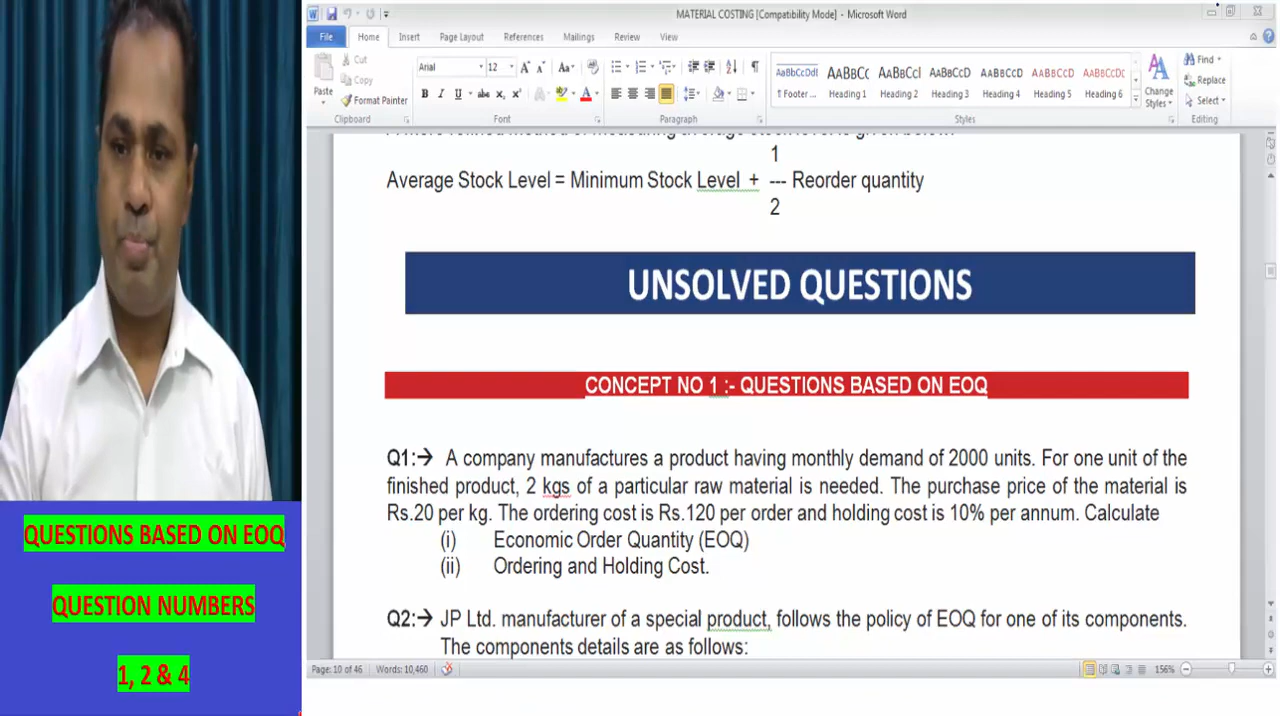 MATERIAL COSTING [Compatibility Mode] - Microsoft Word
File Home Insert Page Layout References Mailings Review View
Cut
Copy
Format Painter
Paste
Clipboard
Arial 12
Font
Paragraph
AaBbCcDdI AaBbCc AaBbCcI AaBbCcD AaBbCcD AaBbCcD AaBbCcDc
¶ Footer ... Heading 1 Heading 2 Heading 3 Heading 4 Heading 5 Heading 6
Styles
Change
Styles
Find
Replace
Select
Editing
1
Average Stock Level = Minimum Stock Level + --- Reorder quantity
2
UNSOLVED QUESTIONS
CONCEPT NO 1 :- QUESTIONS BASED ON EOQ
Q1:→ A company manufactures a product having monthly demand of 2000 units. For one unit of the
finished product, 2 kgs of a particular raw material is needed. The purchase price of the material is
Rs.20 per kg. The ordering cost is Rs.120 per order and holding cost is 10% per annum. Calculate
(i) Economic Order Quantity (EOQ)
(ii) Ordering and Holding Cost.
Q2:→ JP Ltd. manufacturer of a special product, follows the policy of EOQ for one of its components.
The components details are as follows:
Page: 10 of 46 Words: 10,460 156%
QUESTIONS BASED ON EOQ
QUESTION NUMBERS
1, 2 & 4